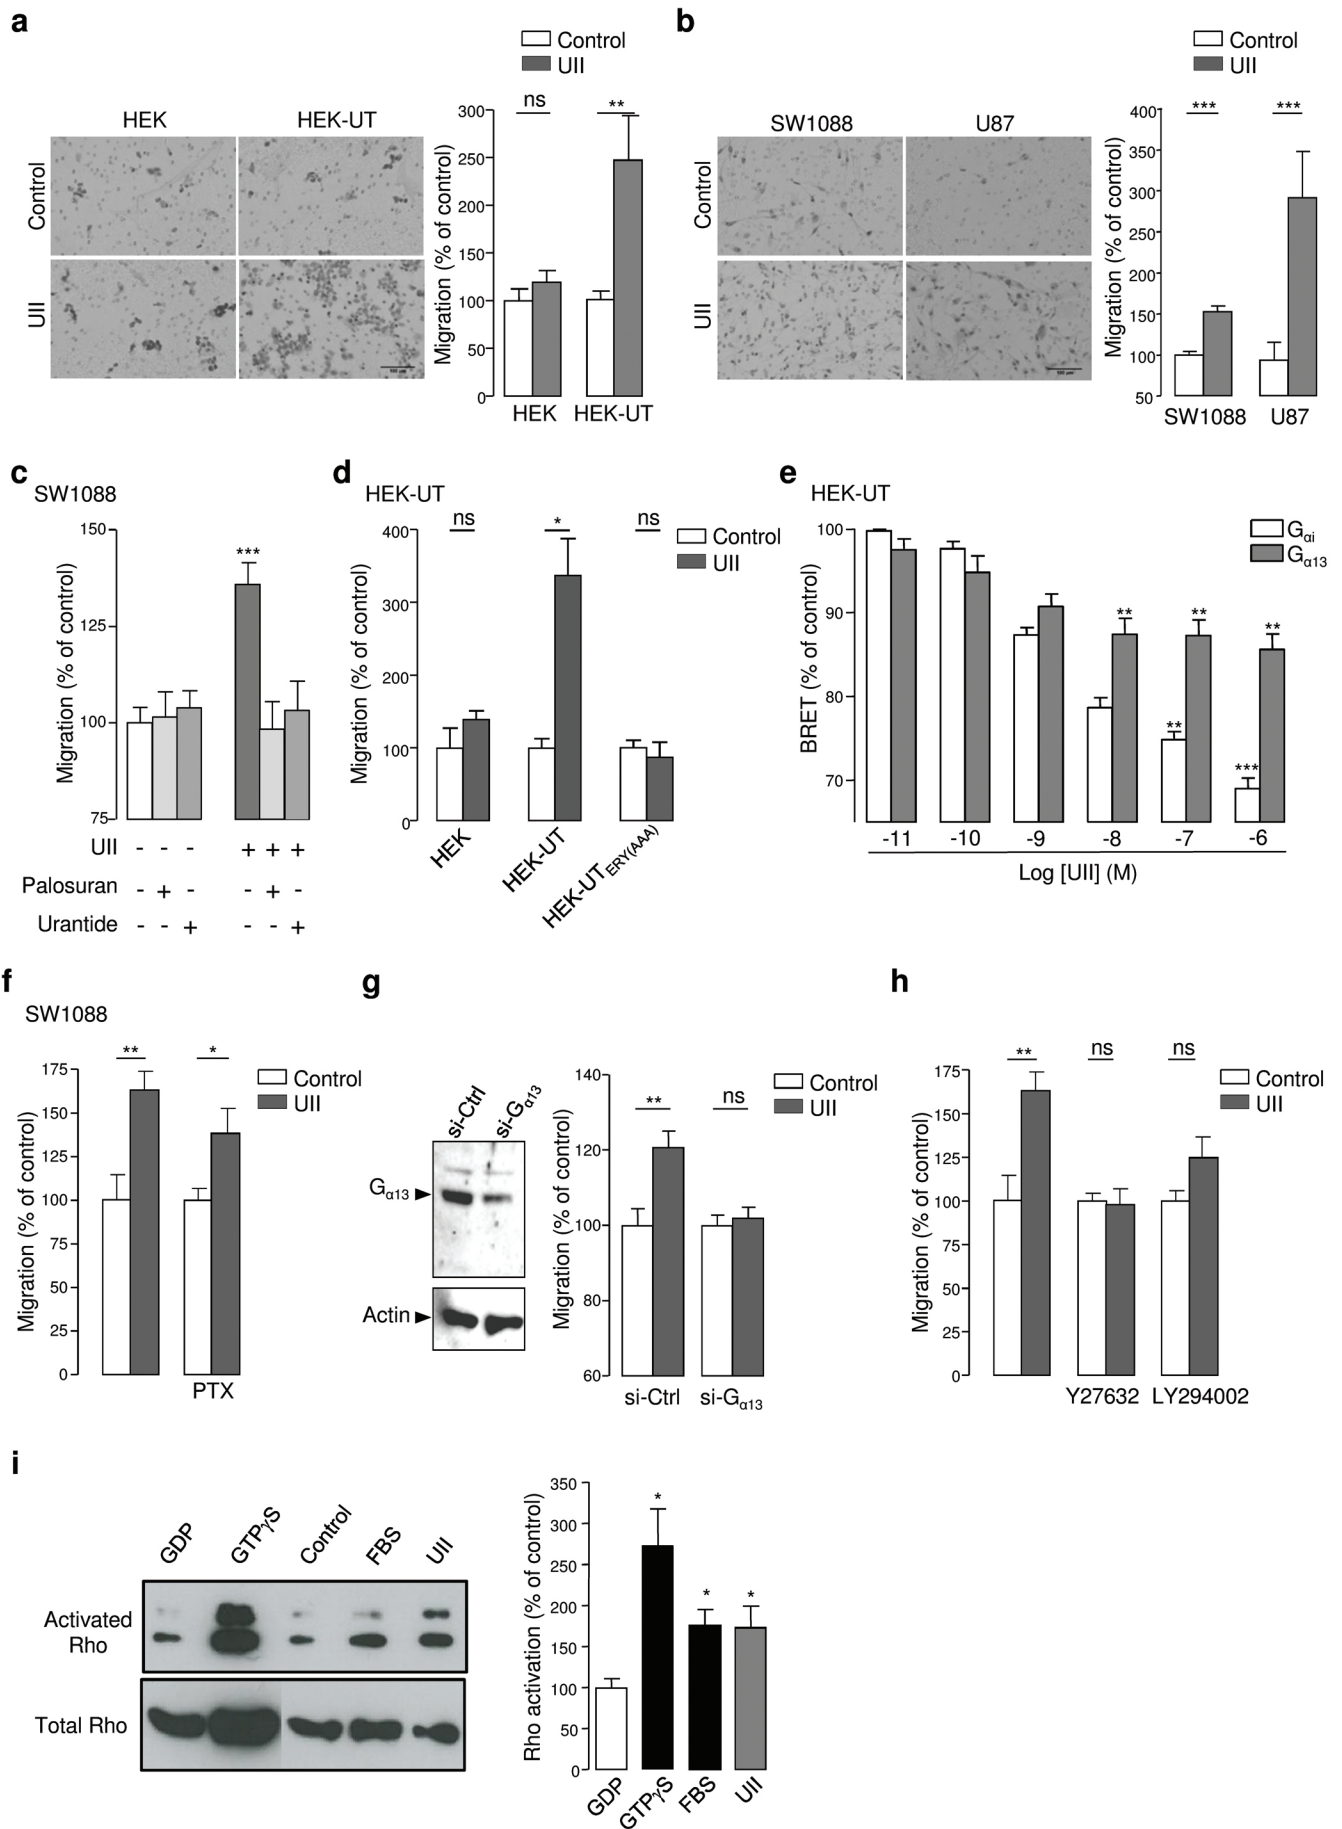 a
Control
UII
HEK
HEK-UT
Control
UII
100 µm
Migration (% of control)
300
250
200
150
100
50
0
ns
**
HEK
HEK-UT
b
Control
UII
SW1088
U87
Control
UII
100 µm
Migration (% of control)
400
350
300
250
200
150
100
50
***
***
SW1088
U87
c
SW1088
Migration (% of control)
150
125
100
75
***
UII - - - + + +
Palosuran - + - - + -
Urantide - - + - - +
d
HEK-UT
Migration (% of control)
400
300
200
100
0
ns
*
ns
Control
UII
HEK
HEK-UT
HEK-UTERY(AAA)
e
HEK-UT
Gαi
Gα13
BRET (% of control)
100
90
80
70
**
**
**
**
***
-11 -10 -9 -8 -7 -6
Log [UII] (M)
f
SW1088
Migration (% of control)
175
150
125
100
75
50
25
0
**
*
Control
UII
PTX
g
si-Ctrl
si-Gα13
Gα13
Actin
Migration (% of control)
140
120
100
80
60
**
ns
Control
UII
si-Ctrl
si-Gα13
h
Migration (% of control)
175
150
125
100
75
50
25
0
**
ns
ns
Control
UII
Y27632
LY294002
i
GDP
GTPγS
Control
FBS
UII
Activated
Rho
Total Rho
Rho activation (% of control)
350
300
250
200
150
100
50
0
*
*
*
GDP
GTPγS
FBS
UII